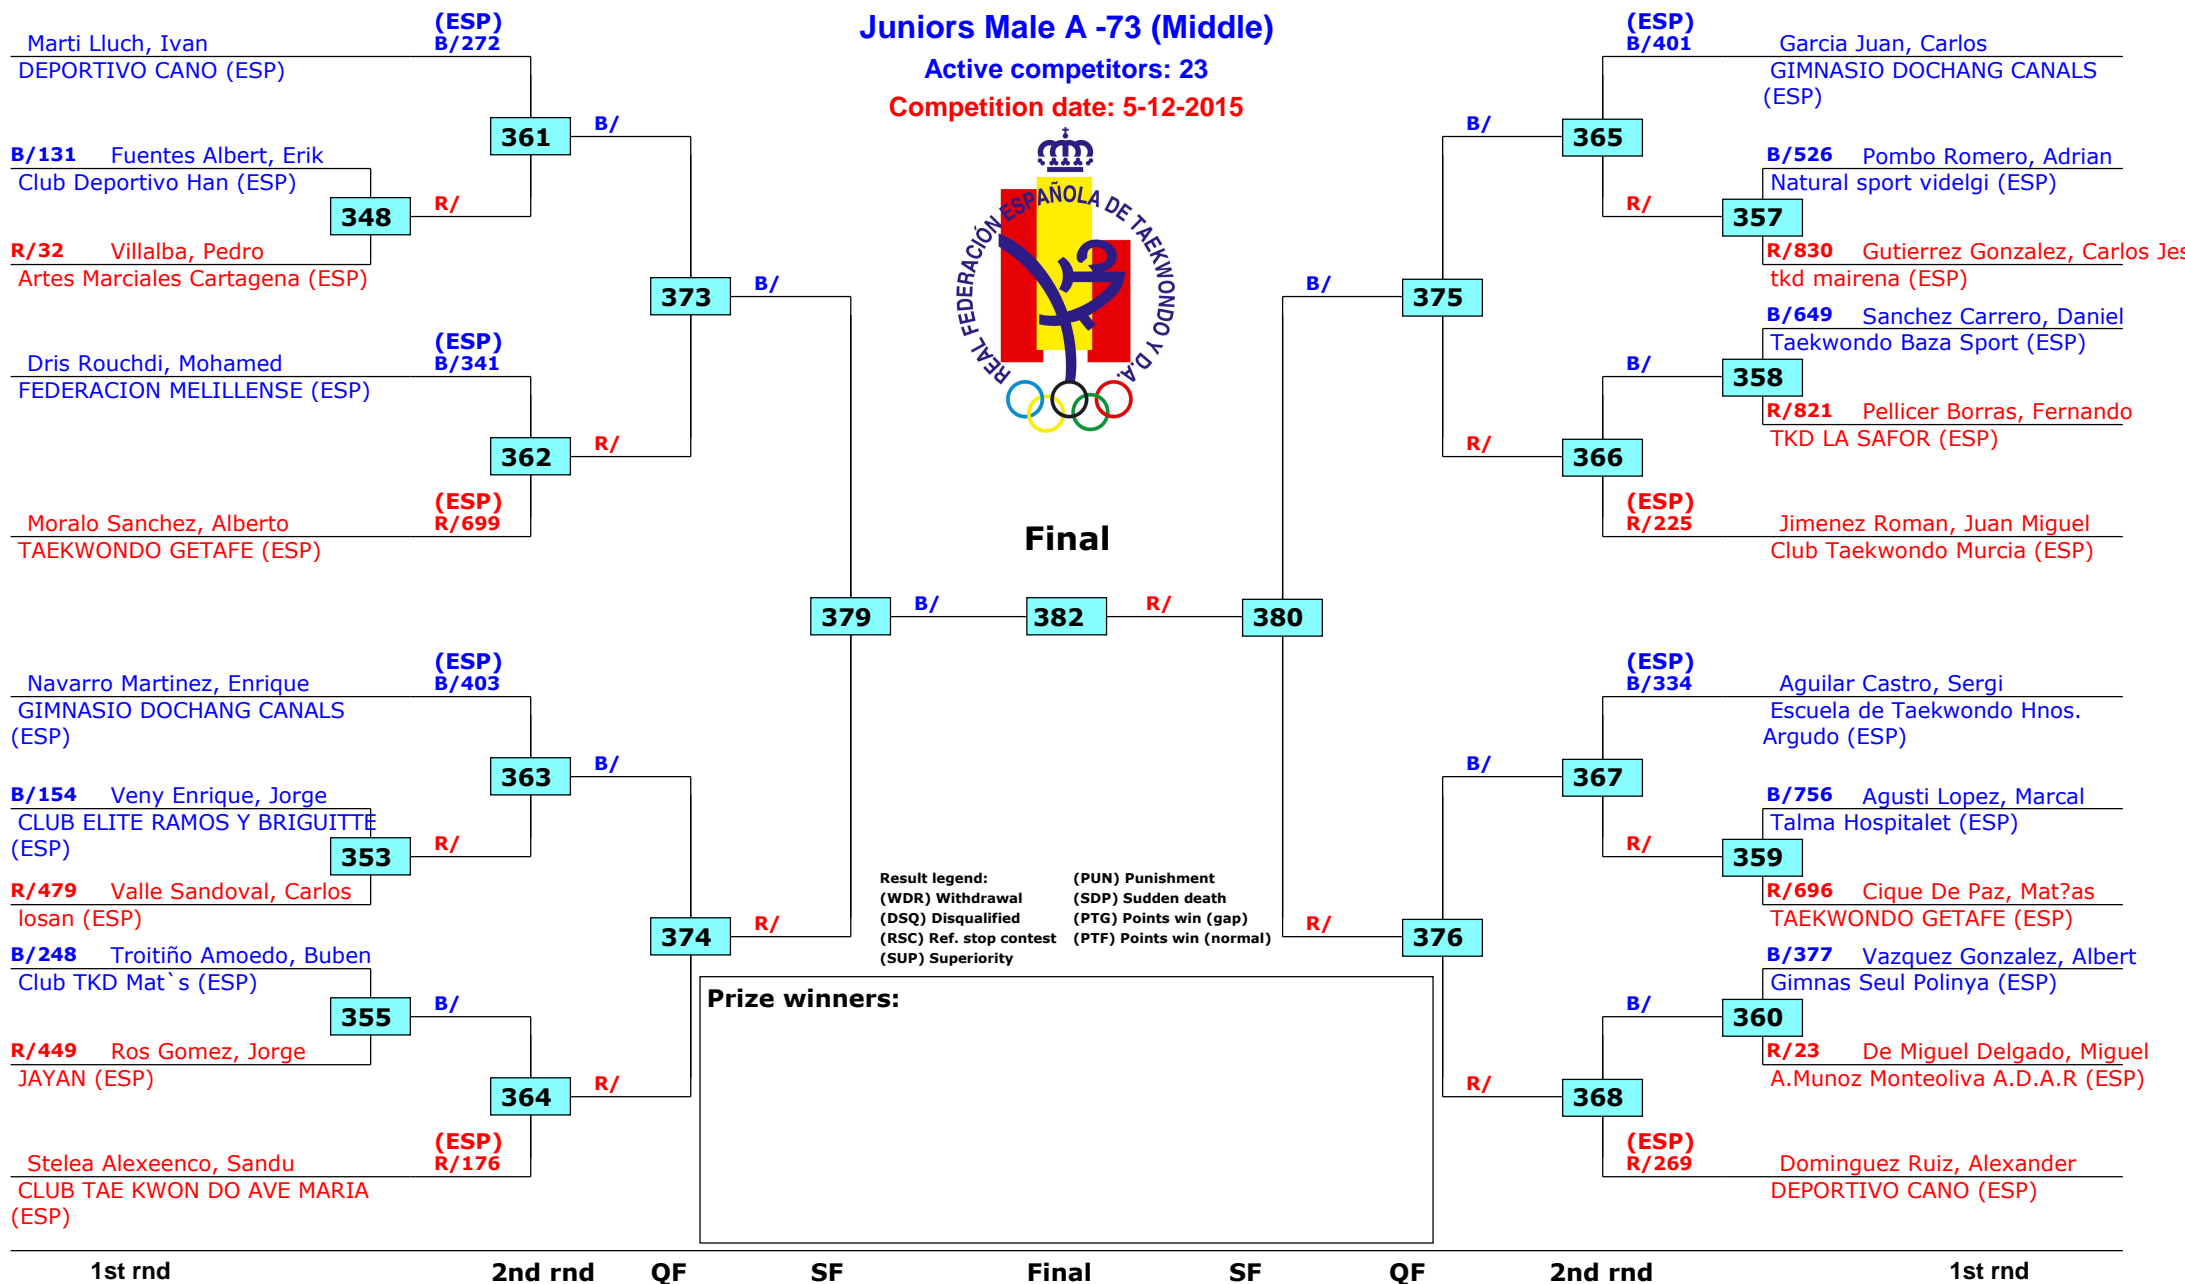 Juniors Male A -73 (Middle)
Active competitors: 23
Competition date: 5-12-2015
REAL FEDERACIÓN ESPAÑOLA DE TAEKWONDO Y D.A.
(ESP)
Marti Lluch, Ivan B/272
DEPORTIVO CANO (ESP)
361 B/
B/131 Fuentes Albert, Erik
Club Deportivo Han (ESP)
348 R/
R/32 Villalba, Pedro
Artes Marciales Cartagena (ESP)
373 B/
(ESP)
Dris Rouchdi, Mohamed B/341
FEDERACION MELILLENSE (ESP)
362 R/
(ESP)
Moralo Sanchez, Alberto R/699
TAEKWONDO GETAFE (ESP)
Final
379 B/ 382 R/ 380
(ESP)
Navarro Martinez, Enrique B/403
GIMNASIO DOCHANG CANALS
(ESP)
363 B/
B/154 Veny Enrique, Jorge
CLUB ELITE RAMOS Y BRIGUITTE
(ESP)
353 R/
R/479 Valle Sandoval, Carlos
losan (ESP)
374 R/
B/248 Troitiño Amoedo, Buben
Club TKD Mat`s (ESP)
355 B/
R/449 Ros Gomez, Jorge
JAYAN (ESP)
364 R/
(ESP)
Stelea Alexeenco, Sandu R/176
CLUB TAE KWON DO AVE MARIA
(ESP)
(ESP)
B/401 Garcia Juan, Carlos
GIMNASIO DOCHANG CANALS
(ESP)
B/ 365
B/526 Pombo Romero, Adrian
Natural sport videlgi (ESP)
R/ 357
R/830 Gutierrez Gonzalez, Carlos Jes
tkd mairena (ESP)
B/ 375
B/649 Sanchez Carrero, Daniel
Taekwondo Baza Sport (ESP)
B/ 358
R/821 Pellicer Borras, Fernando
TKD LA SAFOR (ESP)
R/ 366
(ESP)
R/225 Jimenez Roman, Juan Miguel
Club Taekwondo Murcia (ESP)
(ESP)
B/334 Aguilar Castro, Sergi
Escuela de Taekwondo Hnos.
Argudo (ESP)
B/ 367
B/756 Agusti Lopez, Marcal
Talma Hospitalet (ESP)
R/ 359
R/696 Cique De Paz, Mat?as
TAEKWONDO GETAFE (ESP)
R/ 376
B/377 Vazquez Gonzalez, Albert
Gimnas Seul Polinya (ESP)
B/ 360
R/23 De Miguel Delgado, Miguel
A.Munoz Monteoliva A.D.A.R (ESP)
R/ 368
(ESP)
R/269 Dominguez Ruiz, Alexander
DEPORTIVO CANO (ESP)
Result legend: (PUN) Punishment
(WDR) Withdrawal (SDP) Sudden death
(DSQ) Disqualified (PTG) Points win (gap)
(RSC) Ref. stop contest (PTF) Points win (normal)
(SUP) Superiority
Prize winners:
1st rnd 2nd rnd QF SF Final SF QF 2nd rnd 1st rnd